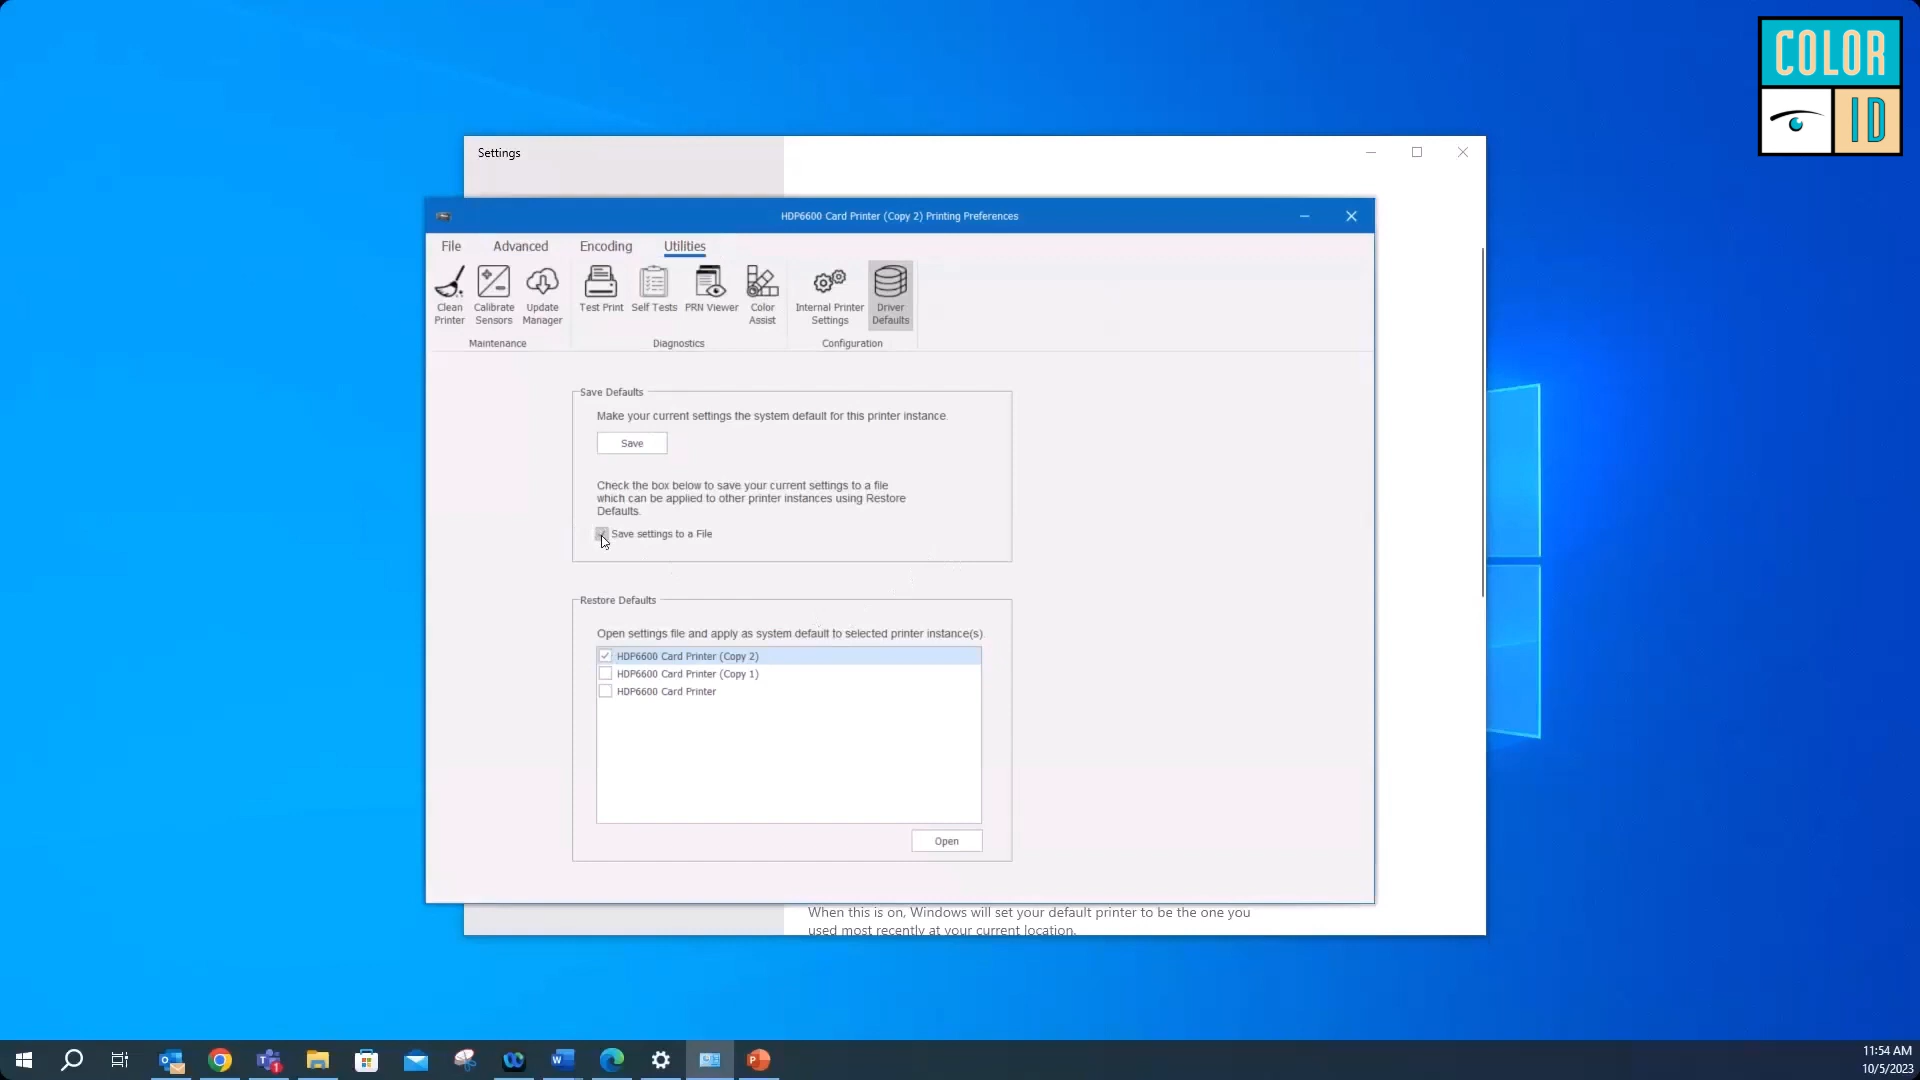 COLOR
ID
Settings
HDP6600 Card Printer (Copy 2) Printing Preferences
File
Advanced
Encoding
Utilities
Clean
Printer
Calibrate
Sensors
Update
Manager
Test Print
Self Tests
PRN Viewer
Color
Assist
Internal Printer
Settings
Driver
Defaults
Maintenance
Diagnostics
Configuration
Save Defaults
Make your current settings the system default for this printer instance.
Save
Check the box below to save your current settings to a file
which can be applied to other printer instances using Restore
Defaults.
Save settings to a File
Restore Defaults
Open settings file and apply as system default to selected printer instance(s)
HDP6600 Card Printer (Copy 2)
HDP6600 Card Printer (Copy 1)
HDP6600 Card Printer
Open
When this is on, Windows will set your default printer to be the one you
used most recently at your current location.
11:54 AM
10/5/2023